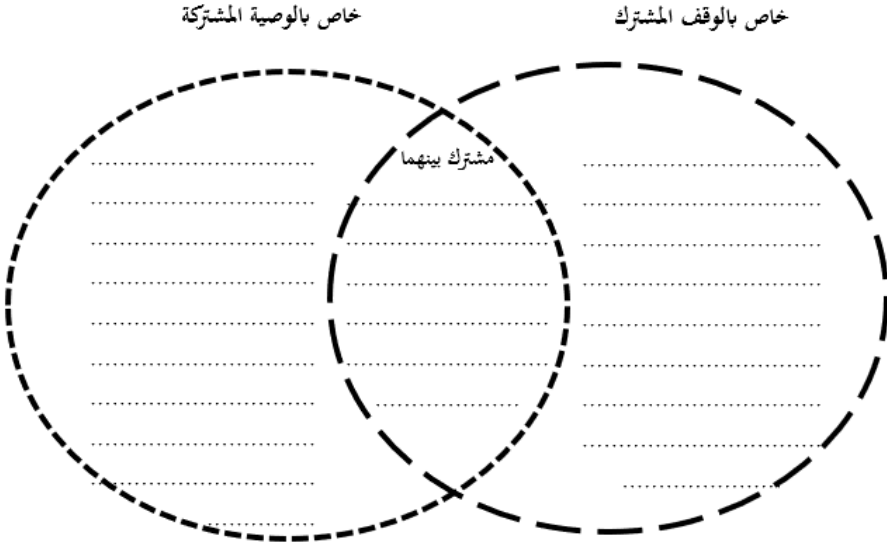 خاص بالوقف المشترك
خاص بالوصية المشتركة
مشترك بينهما